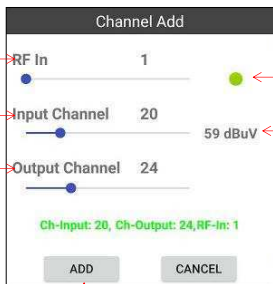 Channel Add
RF In 1
Input Channel 20
59 dBuV
Output Channel 24
Ch-Input: 20, Ch-Output: 24,RF-In: 1
ADD CANCEL